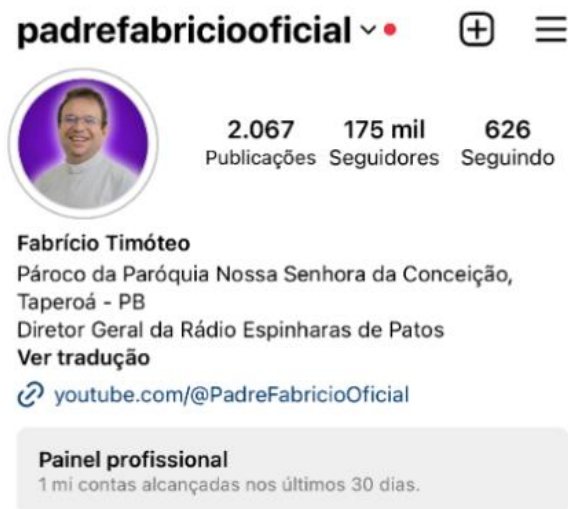 padrefabriciooficial
2.067 175 mil 626
Publicações Seguidores Seguindo
Fabrício Timóteo
Pároco da Paróquia Nossa Senhora da Conceição,
Taperoá - PB
Diretor Geral da Rádio Espinharas de Patos
Ver tradução
youtube.com/@PadreFabricioOficial
Painel profissional
1 mi contas alcançadas nos últimos 30 dias.